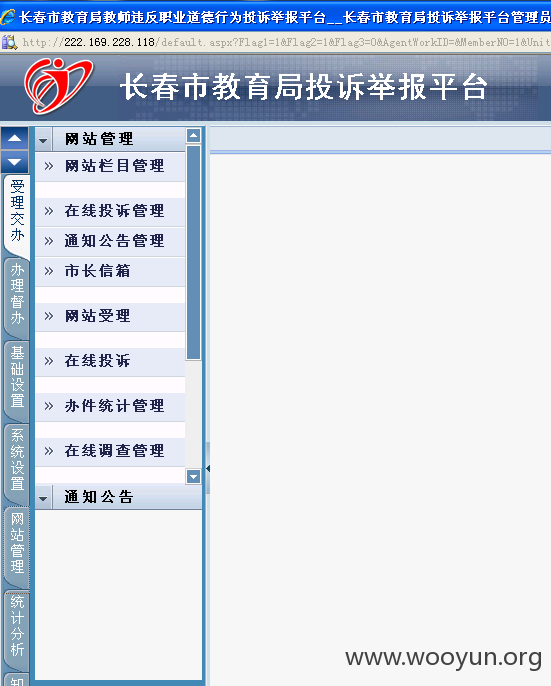 长春市教育局教师违反职业道德行为投诉举报平台__长春市教育局投诉举报平台管理员
http://222.169.228.118/default.aspx?Flag1=1&Flag2=1&Flag3=0&AgentWorkID=&MemberNO=1&Unit
长春市教育局投诉举报平台
受理交办
办理督办
基础设置
系统设置
网站管理
统计分析
知
网站管理
网站栏目管理
在线投诉管理
通知公告管理
市长信箱
网站受理
在线投诉
办件统计管理
在线调查管理
通知公告
www.wooyun.org